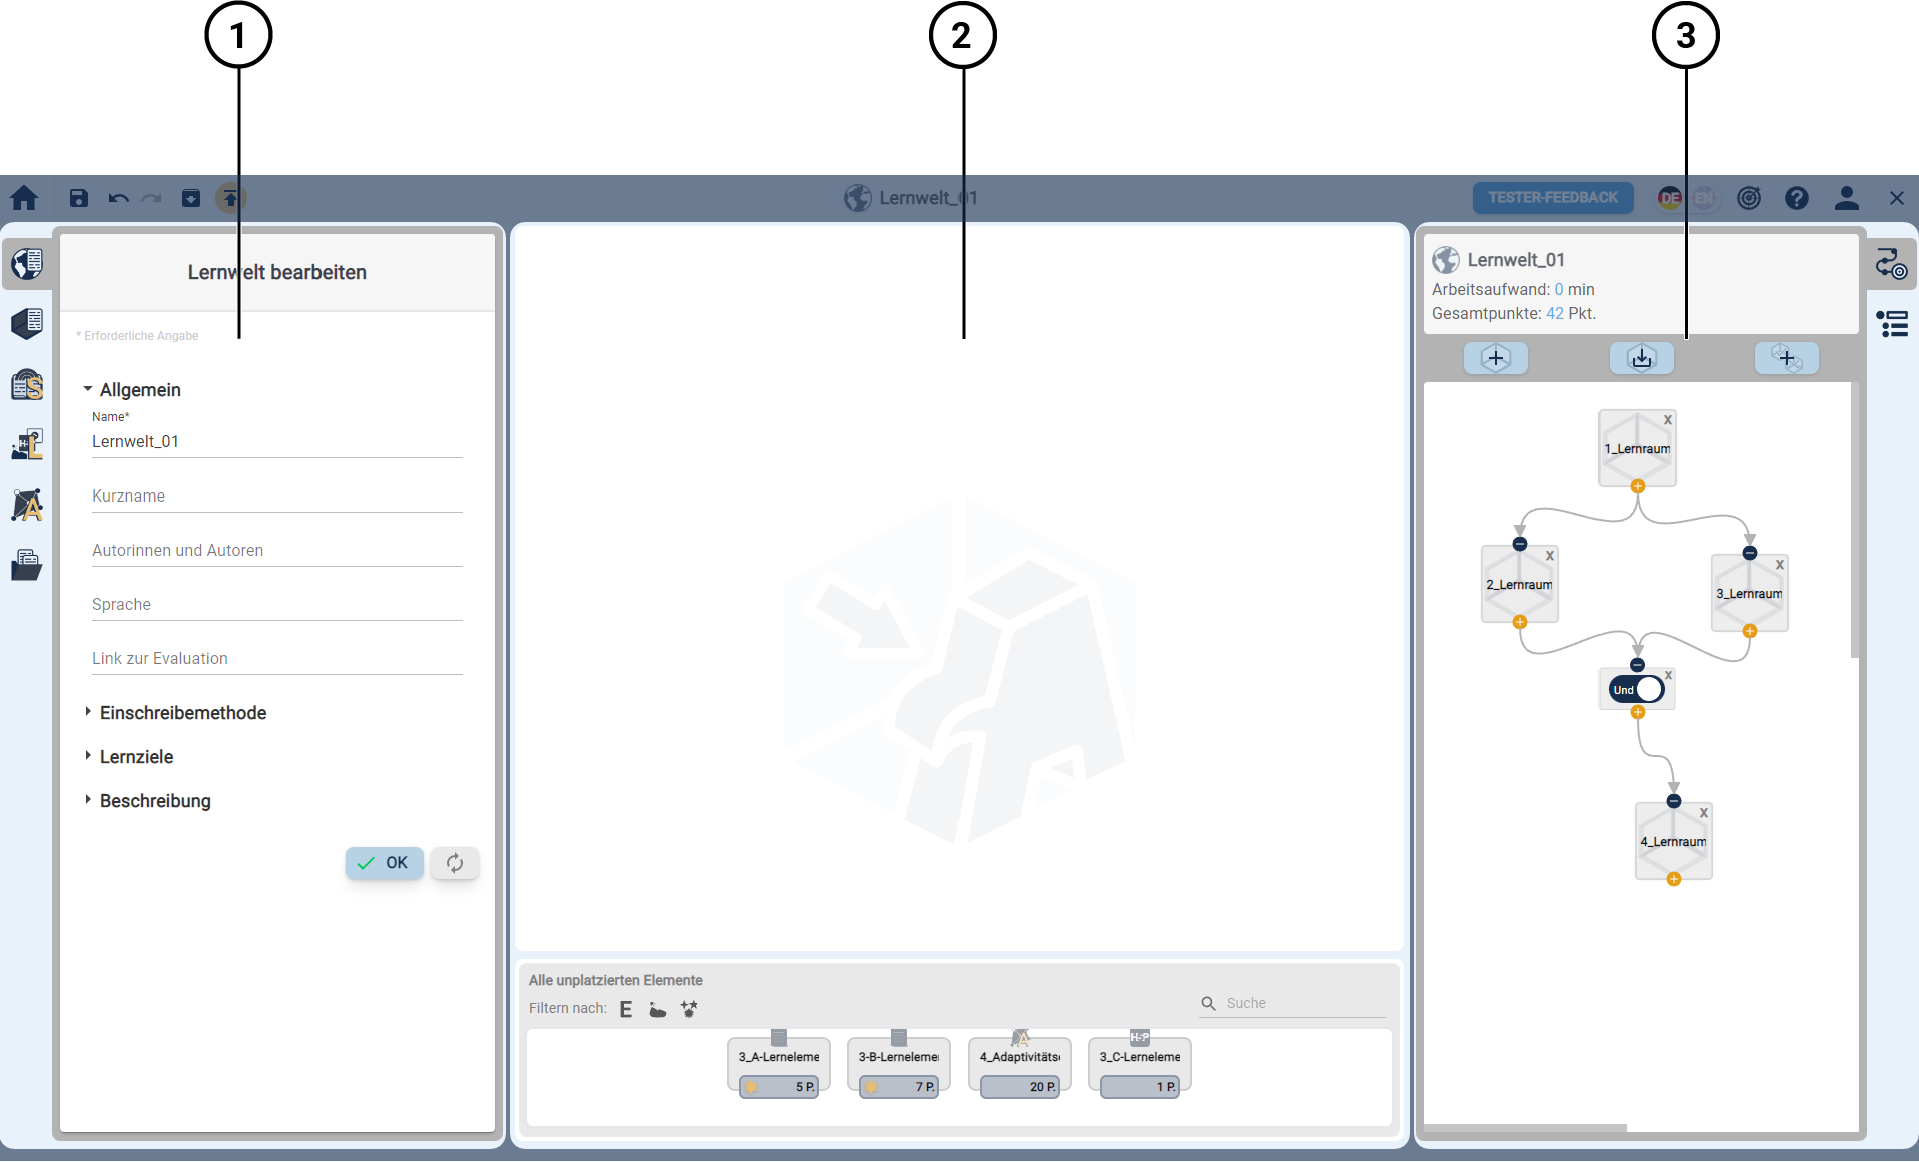 1
2
3
Lernwelt_01
TESTER-FEEDBACK
DE
EN
Lernwelt bearbeiten
* Erforderliche Angabe
Allgemein
Name*
Lernwelt_01
Kurzname
Autorinnen und Autoren
Sprache
Link zur Evaluation
Einschreibemethode
Lernziele
Beschreibung
OK
S
H-P
L
A
Alle unplatzierten Elemente
Filtern nach:
E
Suche
3_A-Lerneleme
5 P.
3-B-Lernelemer
7 P.
A
4_Adaptivitäts
20 P.
H-P
3_C-Lerneleme
1 P.
Lernwelt_01
Arbeitsaufwand: 0 min
Gesamtpunkte: 42 Pkt.
1_Lernraum
X
2_Lernraum
X
3_Lernraum
X
Und
X
4_Lernraum
X